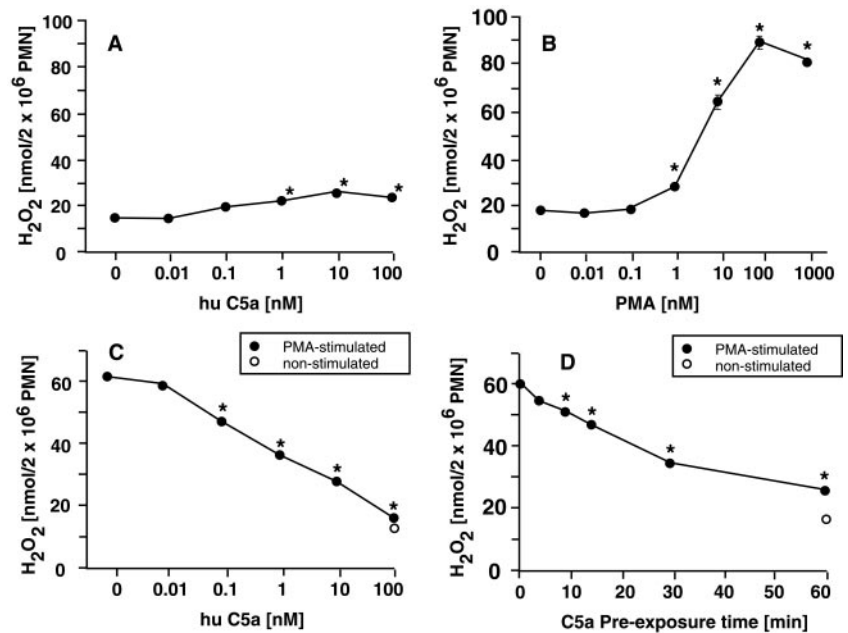 A
H2O2 [nmol/2 x 10^6 PMN]
100
80
60
40
20
0
0 0.01 0.1 1 10 100
hu C5a [nM]
* * *
B
H2O2 [nmol/2 x 10^6 PMN]
100
80
60
40
20
0
0 0.01 0.1 1 10 100 1000
PMA [nM]
* * * *
C
PMA-stimulated
non-stimulated
H2O2 [nmol/2 x 10^6 PMN]
60
40
20
0
0 0.01 0.1 1 10 100
hu C5a [nM]
* * * *
D
PMA-stimulated
non-stimulated
H2O2 [nmol/2 x 10^6 PMN]
80
60
40
20
0
0 10 20 30 40 50 60
C5a Pre-exposure time [min]
* * * *